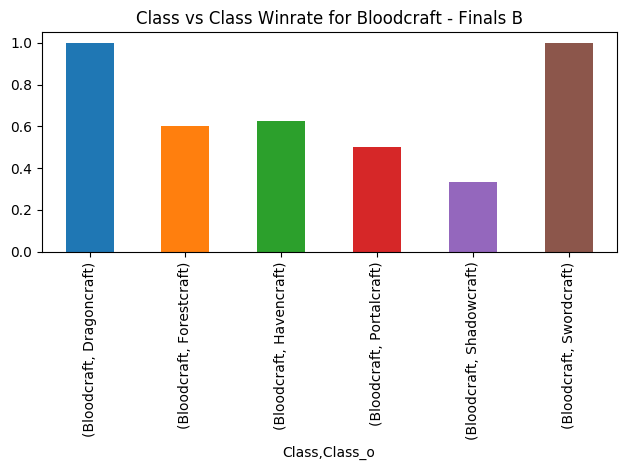 Class vs Class Winrate for Bloodcraft - Finals B
1.0
0.8
0.6
0.4
0.2
0.0
(Bloodcraft, Dragoncraft)
(Bloodcraft, Forestcraft)
(Bloodcraft, Havencraft)
(Bloodcraft, Portalcraft)
(Bloodcraft, Shadowcraft)
(Bloodcraft, Swordcraft)
Class,Class_o